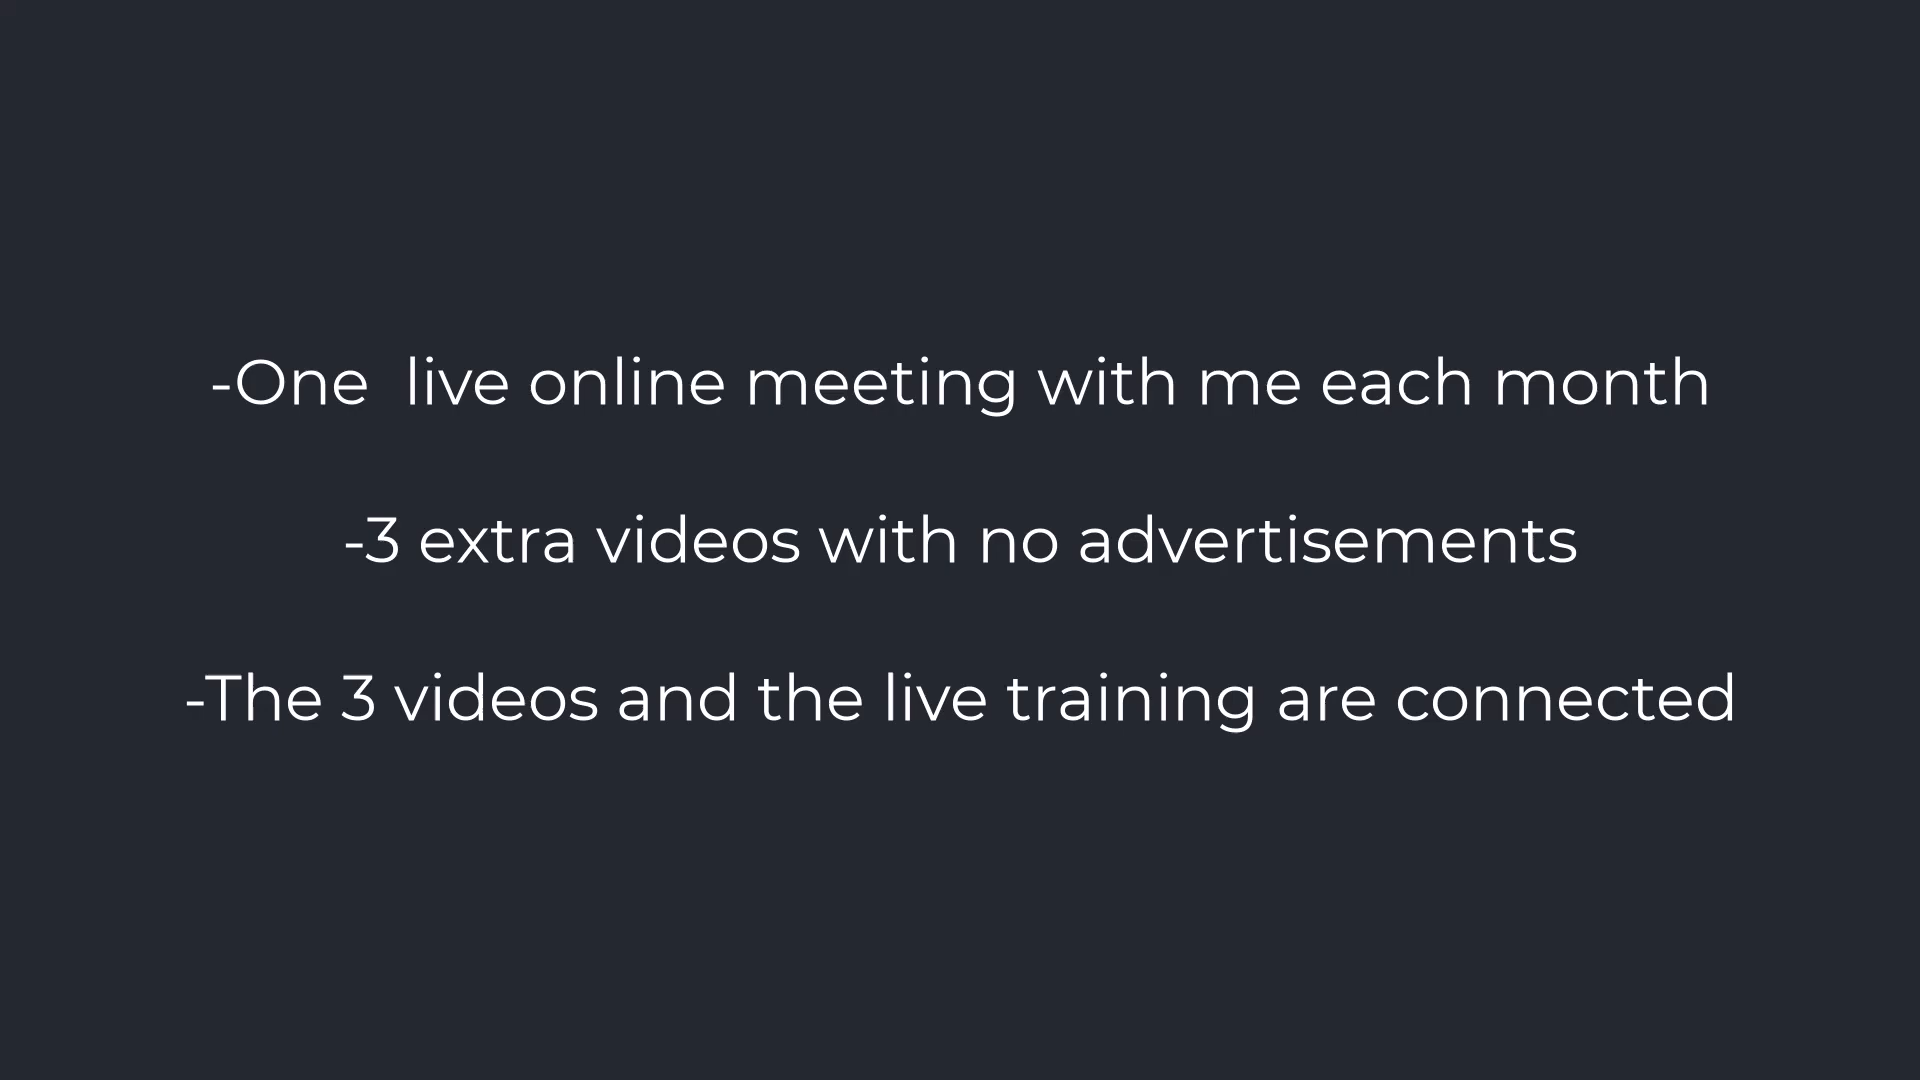 -One  live online meeting with me each month
-3 extra videos with no advertisements
-The 3 videos and the live training are connected